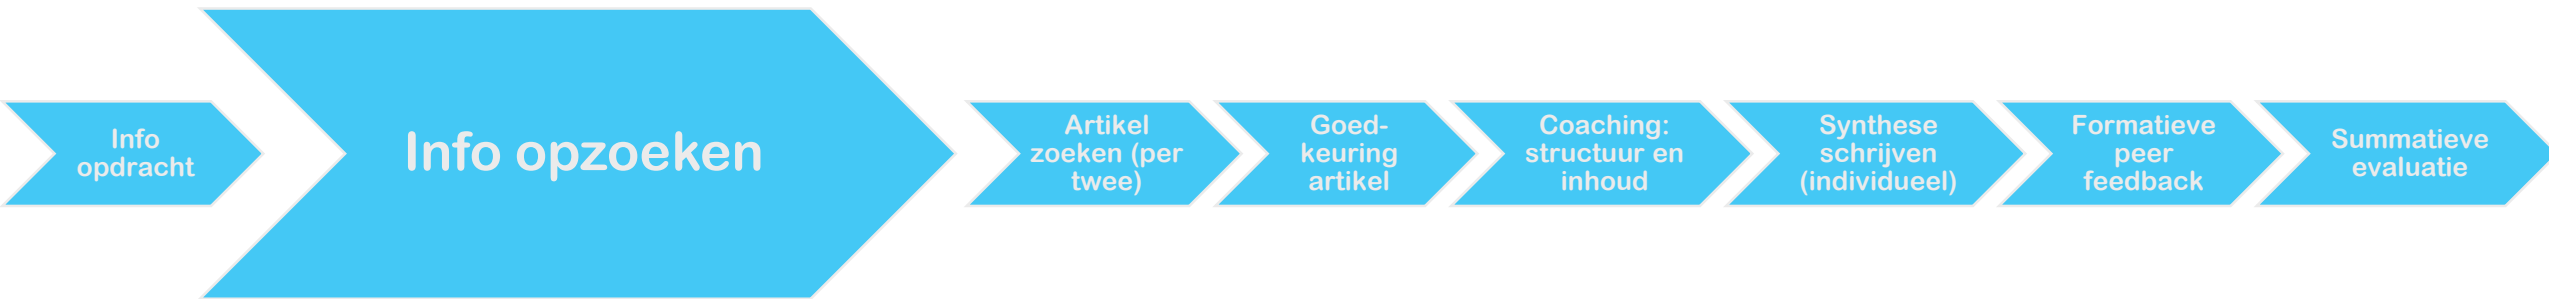 Info
opdracht
Info opzoeken
Artikel
zoeken (per
twee)
Goed-
keuring
artikel
Coaching:
structuur en
inhoud
Synthese
schrijven
(individueel)
Formatieve
peer
feedback
Summatieve
evaluatie